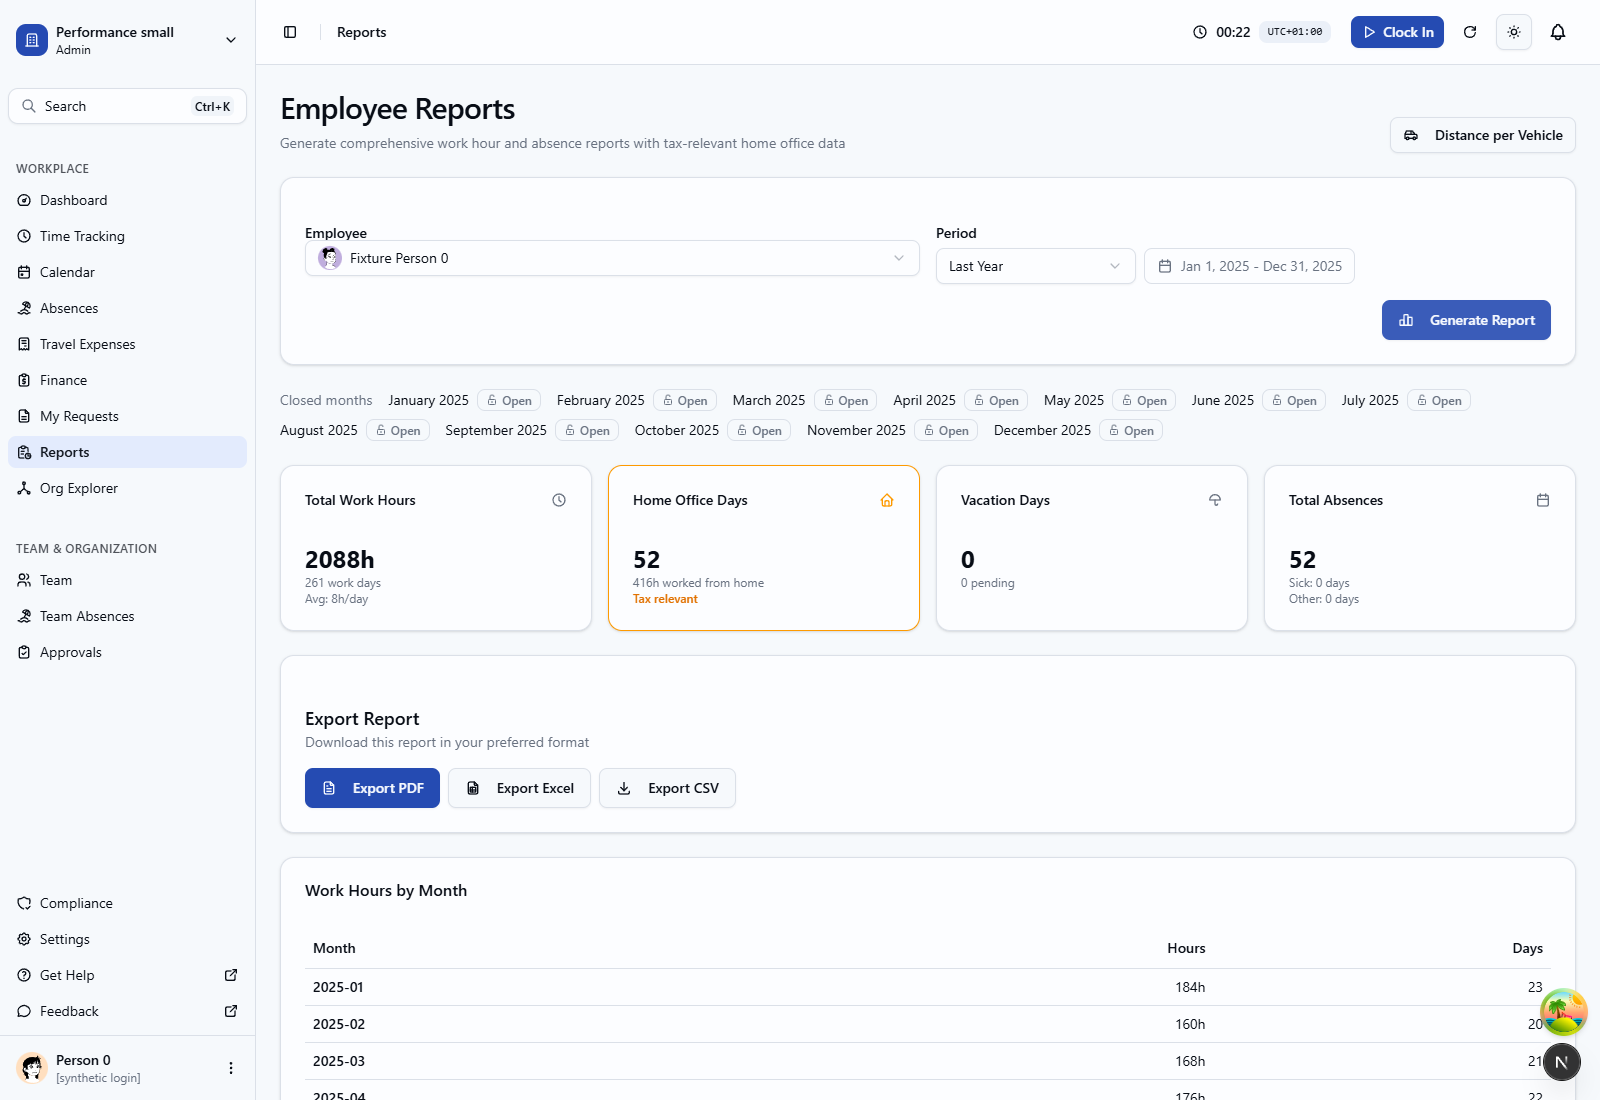 Performance small
Admin
Search Ctrl+K
WORKPLACE
Dashboard
Time Tracking
Calendar
Absences
Travel Expenses
Finance
My Requests
Reports
Org Explorer
TEAM & ORGANIZATION
Team
Team Absences
Approvals
Compliance
Settings
Get Help
Feedback
Person 0
[synthetic login]
Reports
00:22 UTC+01:00 Clock In
Employee Reports
Generate comprehensive work hour and absence reports with tax-relevant home office data
Distance per Vehicle
Employee
Fixture Person 0
Period
Last Year Jan 1, 2025 - Dec 31, 2025
Generate Report
Closed months January 2025 Open February 2025 Open March 2025 Open April 2025 Open May 2025 Open June 2025 Open July 2025 Open
August 2025 Open September 2025 Open October 2025 Open November 2025 Open December 2025 Open
Total Work Hours
2088h
261 work days
Avg: 8h/day
Home Office Days
52
416h worked from home
Tax relevant
Vacation Days
0
0 pending
Total Absences
52
Sick: 0 days
Other: 0 days
Export Report
Download this report in your preferred format
Export PDF Export Excel Export CSV
Work Hours by Month
Month Hours Days
2025-01 184h 23
2025-02 160h 20
2025-03 168h 21
2025-04 176h 22
N